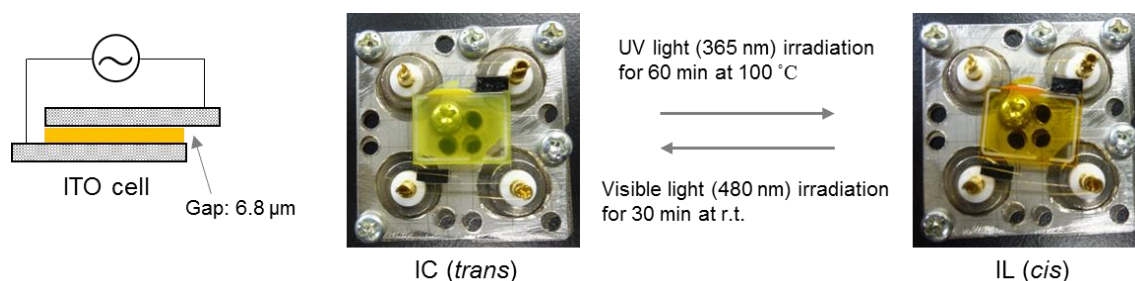 ITO cell
Gap: 6.8 µm
IC (trans)
UV light (365 nm) irradiation
for 60 min at 100 ˚C
Visible light (480 nm) irradiation
for 30 min at r.t.
IL (cis)